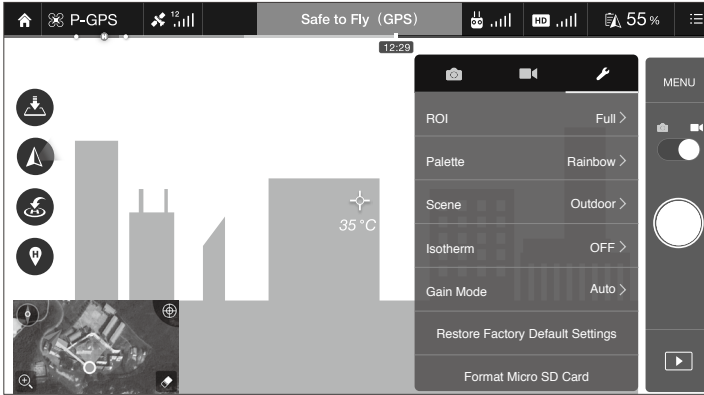 P-GPS
12
Safe to Fly (GPS)
HD
55 %
H
12:29
MENU
ROI
Full
Palette
Rainbow
Scene
Outdoor
Isotherm
OFF
Gain Mode
Auto
Restore Factory Default Settings
Format Micro SD Card
35 °C
H
H